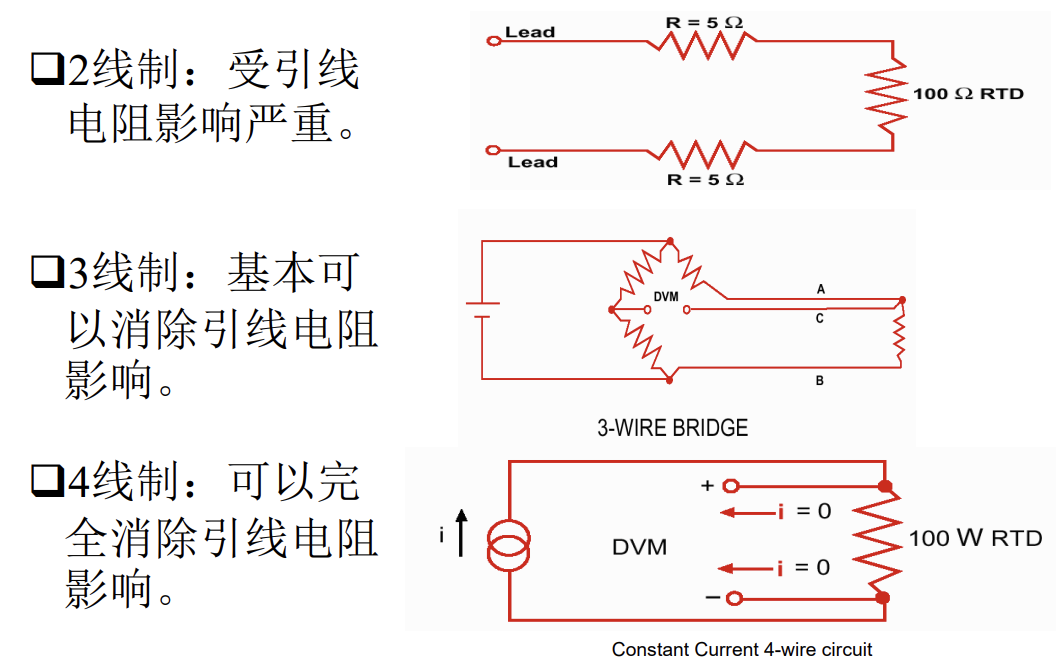 ❑2线制：受引线
电阻影响严重。
Lead
R = 5 Ω
100 Ω RTD
Lead
R = 5 Ω
❑3线制：基本可
以消除引线电阻
影响。
DVM
A
C
B
3-WIRE BRIDGE
❑4线制：可以完
全消除引线电阻
影响。
i
DVM
+
i = 0
i = 0
−
100 W RTD
Constant Current 4-wire circuit